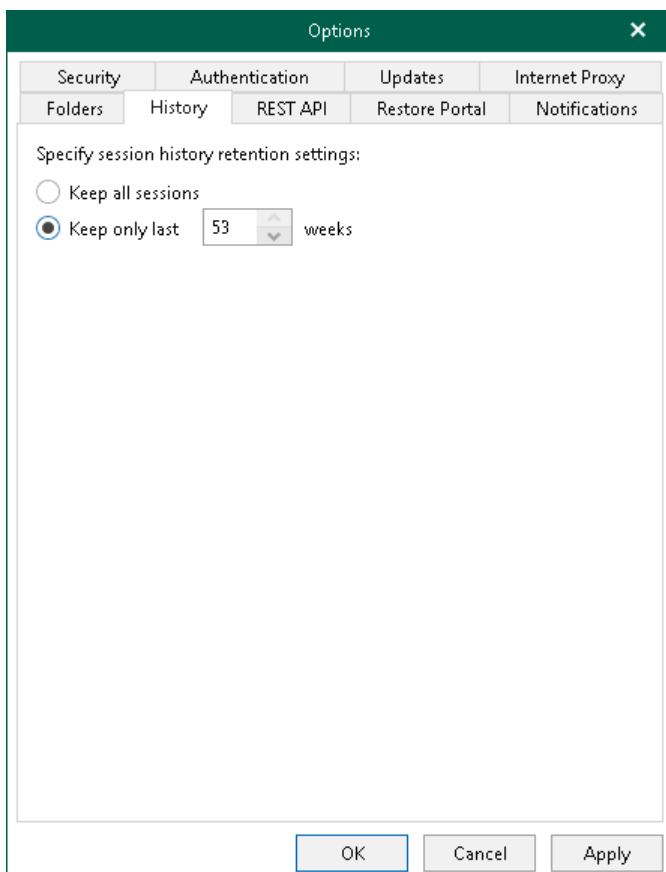 Options
Security Authentication Updates Internet Proxy
Folders History REST API Restore Portal Notifications
Specify session history retention settings:
Keep all sessions
Keep only last 53 weeks
OK Cancel Apply